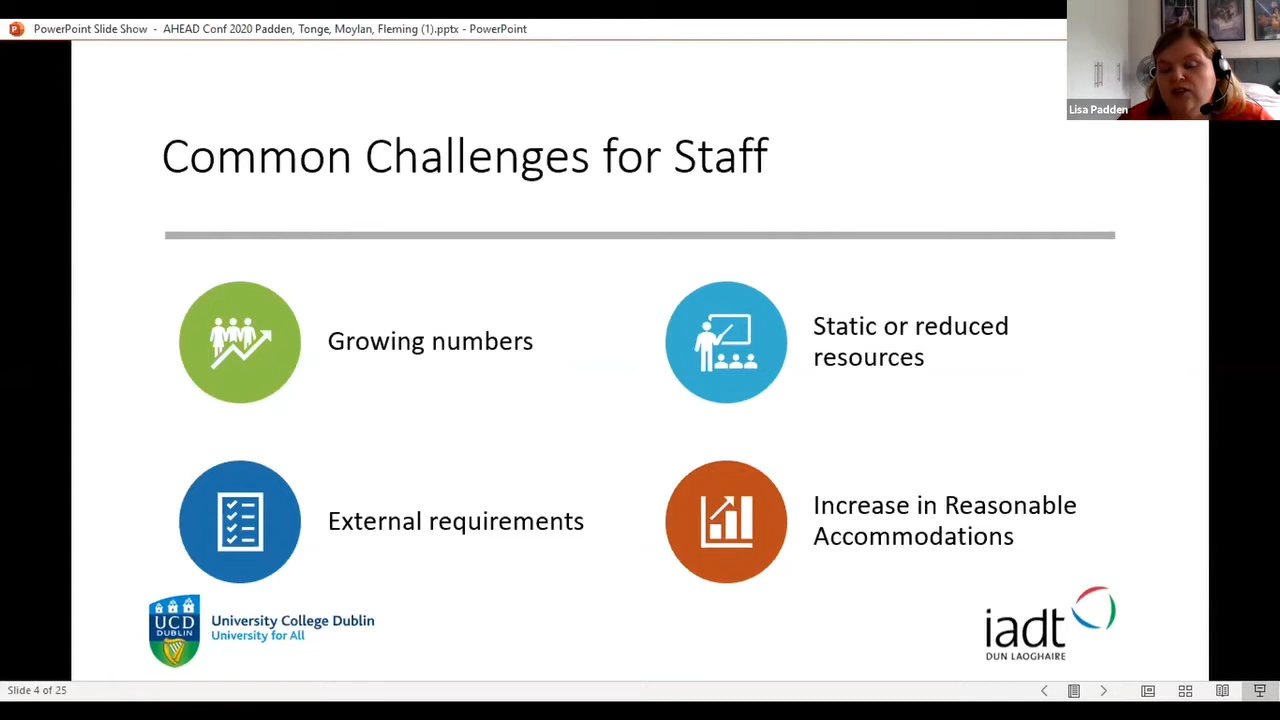 PowerPoint Slide Show - AHEAD Conf 2020 Padden, Tonge, Moylan, Fleming (1).pptx - PowerPoint
Lisa Padden
Common Challenges for Staff
Growing numbers
Static or reduced
resources
External requirements
Increase in Reasonable
Accommodations
UCD
DUBLIN
University College Dublin
University for All
iadt
DUN LAOGHAIRE
Slide 4 of 25